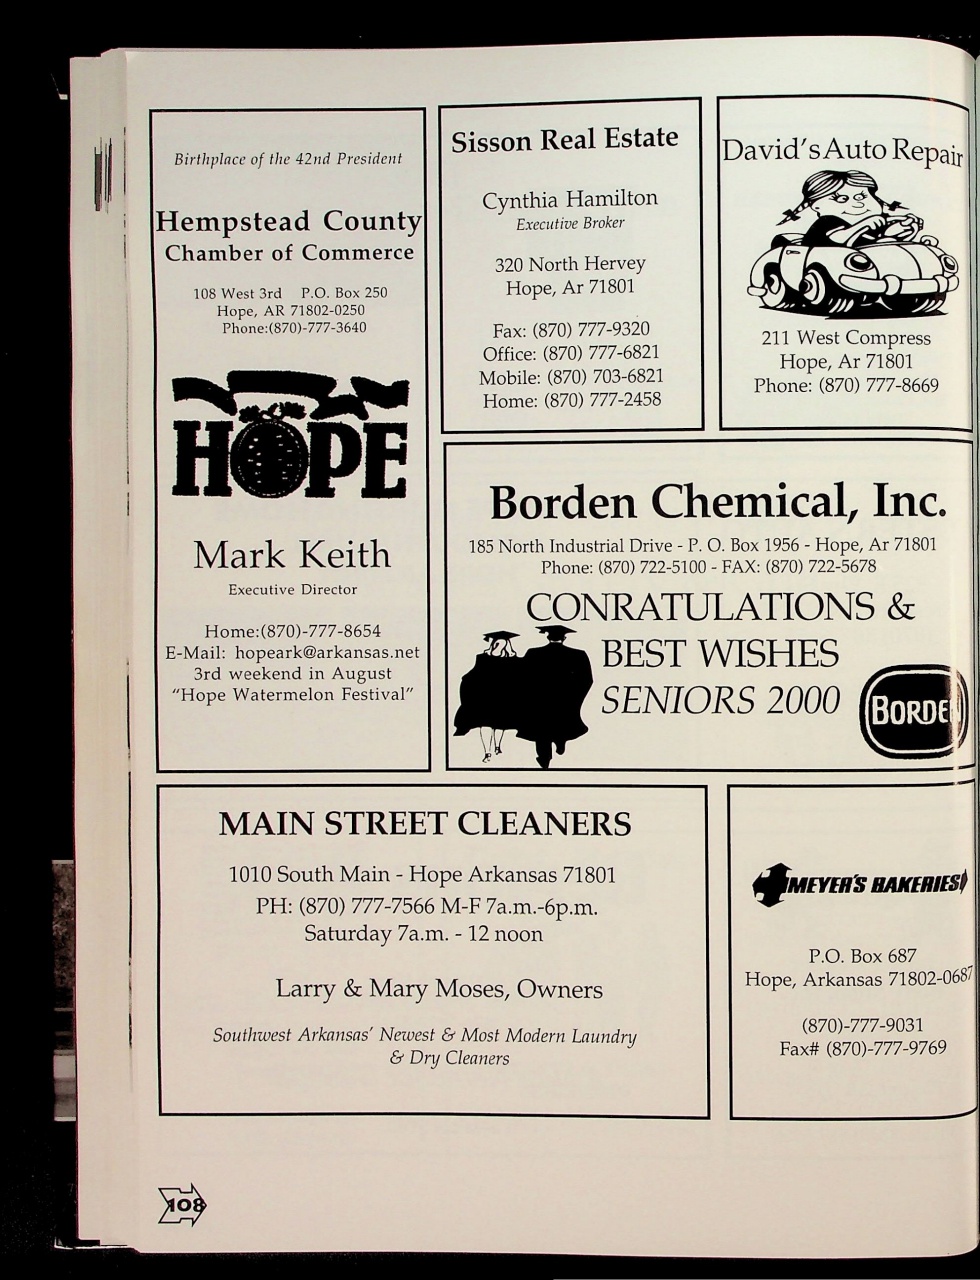 Birthplace of the 42nd President
Hempstead County
Chamber of Commerce
108 West 3rd P.O. Box 250
Hope, AR 71802-0250
Phone:(870)-777-3640
HOPE
Mark Keith
Executive Director
Home:(870)-777-8654
E-Mail: hopeark@arkansas.net
3rd weekend in August
“Hope Watermelon Festival”
Sisson Real Estate
Cynthia Hamilton
Executive Broker
320 North Hervey
Hope, Ar 71801
Fax: (870) 777-9320
Office: (870) 777-6821
Mobile: (870) 703-6821
Home: (870) 777-2458
David's Auto Repair
211 West Compress
Hope, Ar 71801
Phone: (870) 777-8669
Borden Chemical, Inc.
185 North Industrial Drive - P. O. Box 1956 - Hope, Ar 71801
Phone: (870) 722-5100 - FAX: (870) 722-5678
CONRATULATIONS &
BEST WISHES
SENIORS 2000
BORDEN
MAIN STREET CLEANERS
1010 South Main - Hope Arkansas 71801
PH: (870) 777-7566 M-F 7a.m.-6p.m.
Saturday 7a.m. - 12 noon
Larry & Mary Moses, Owners
Southwest Arkansas' Newest & Most Modern Laundry
& Dry Cleaners
MEYER'S BAKERIES
P.O. Box 687
Hope, Arkansas 71802-0687
(870)-777-9031
Fax# (870)-777-9769
108